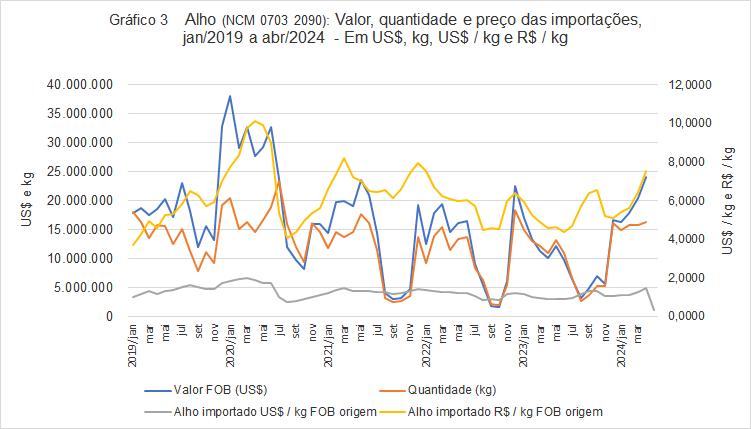 Gráfico 3 Alho (NCM 0703 2090): Valor, quantidade e preço das importações,
jan/2019 a abr/2024 - Em US$, kg, US$ / kg e R$ / kg
US$ e kg
40.000.000
35.000.000
30.000.000
25.000.000
20.000.000
15.000.000
10.000.000
5.000.000
0
12,0000
10,0000
8,0000
6,0000
4,0000
2,0000
0,0000
US$ / kg e R$ / kg
2019/jan
mar
mai
jul
set
nov
2020/jan
mar
mai
jul
set
nov
2021/jan
mar
mai
jul
set
nov
2022/jan
mar
mai
jul
set
nov
2023/jan
mar
mai
jul
set
nov
2024/jan
mar
Valor FOB (US$)
Quantidade (kg)
Alho importado US$ / kg FOB origem
Alho importado R$ / kg FOB origem